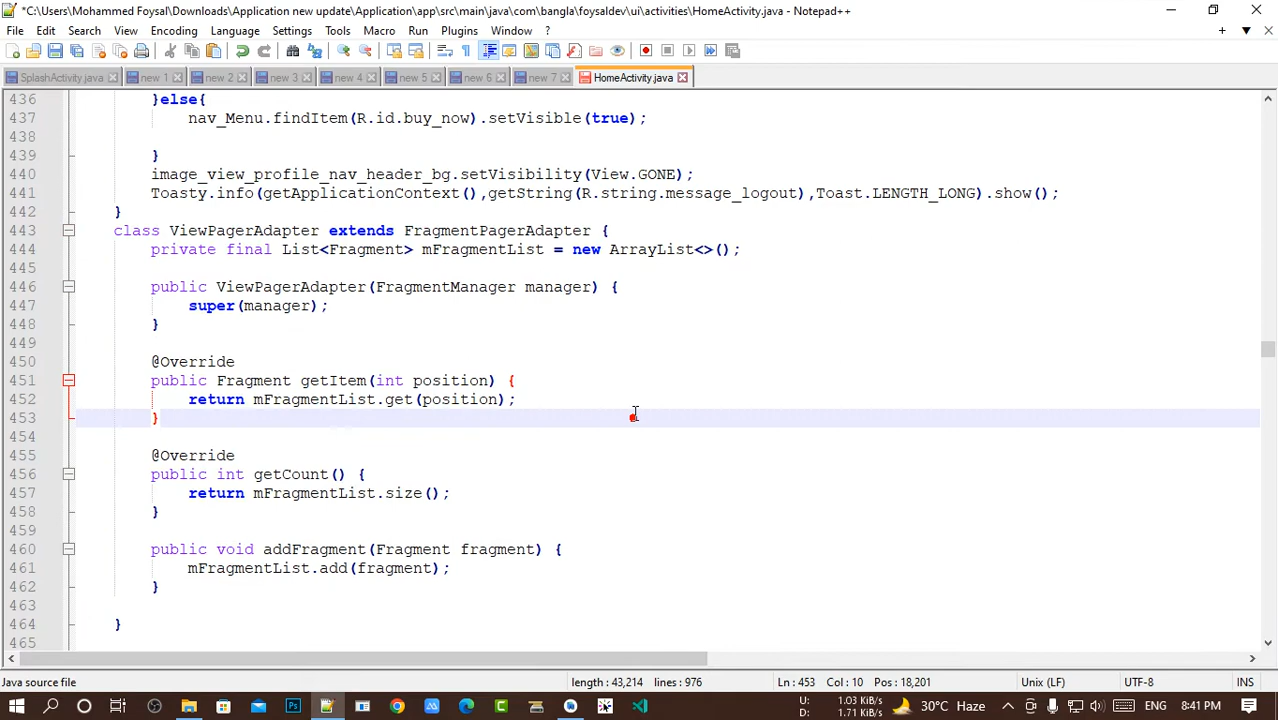 *C:\Users\Mohammed Foysal\Downloads\Application new update\Application\app\src\main\java\com\bangla\foysaldev\ui\activities\HomeActivity.java - Notepad++
File Edit Search View Encoding Language Settings Tools Macro Run Plugins Window ? + ▼ X
SplashActivity.java new 1 new 2 new 3 new 4 new 5 new 6 new 7 HomeActivity.java
436 }else{
437 nav_Menu.findItem(R.id.buy_now).setVisible(true);
438
439 }
440 image_view_profile_nav_header_bg.setVisibility(View.GONE);
441 Toasty.info(getApplicationContext(),getString(R.string.message_logout),Toast.LENGTH_LONG).show();
442 }
443 class ViewPagerAdapter extends FragmentPagerAdapter {
444 private final List<Fragment> mFragmentList = new ArrayList<>();
445
446 public ViewPagerAdapter(FragmentManager manager) {
447 super(manager);
448 }
449
450 @Override
451 public Fragment getItem(int position) {
452 return mFragmentList.get(position);
453 }
454
455 @Override
456 public int getCount() {
457 return mFragmentList.size();
458 }
459
460 public void addFragment(Fragment fragment) {
461 mFragmentList.add(fragment);
462 }
463
464 }
465
Java source file length : 43,214 lines : 976 Ln : 453 Col : 10 Pos : 18,201 Unix (LF) UTF-8 INS
U: 1.03 KiB/s
D: 1.71 KiB/s
30°C Haze ENG 8:41 PM